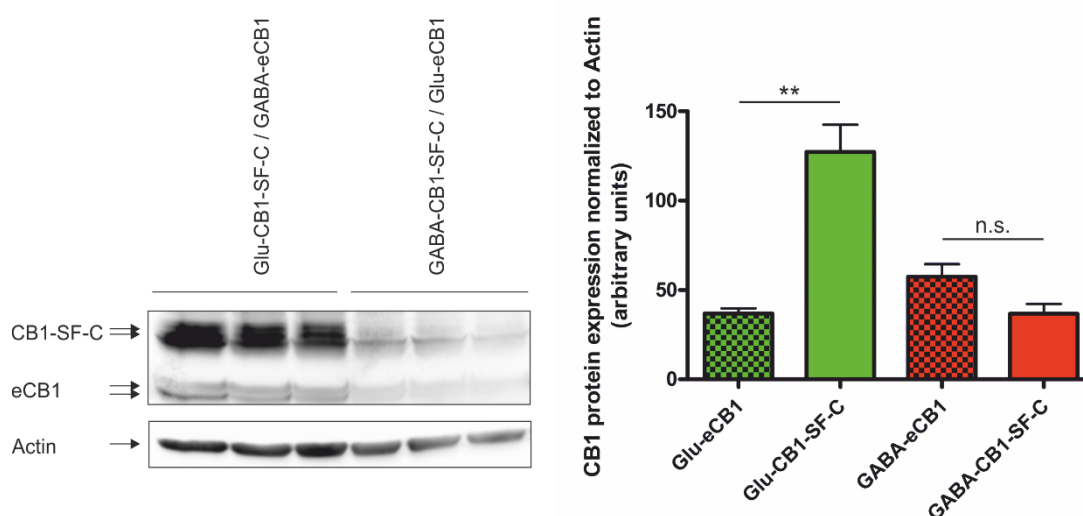 Glu-CB1-SF-C / GABA-eCB1
GABA-CB1-SF-C / Glu-eCB1
CB1-SF-C
eCB1
Actin
CB1 protein expression normalized to Actin
(arbitrary units)
150
100
50
0
**
n.s.
Glu-eCB1
Glu-CB1-SF-C
GABA-eCB1
GABA-CB1-SF-C